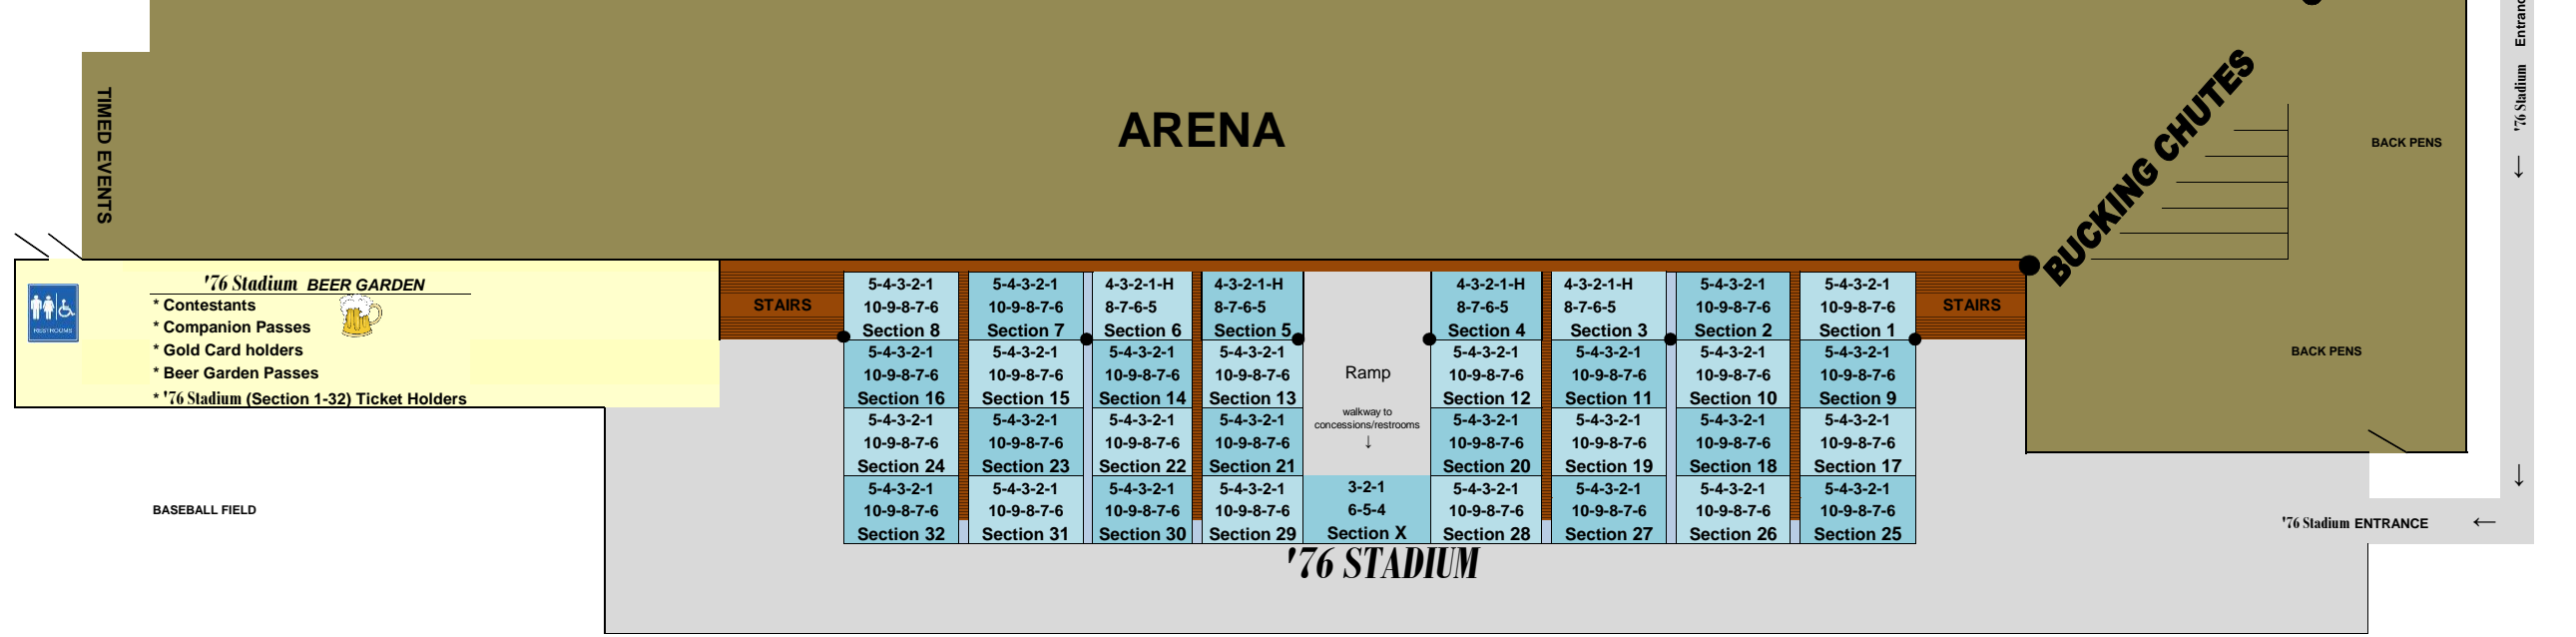 ARENA
TIMED EVENTS
BUCKING CHUTES
BACK PENS
BACK PENS
'76 Stadium Entranc
↓
↓
'76 Stadium BEER GARDEN
* Contestants
* Companion Passes
* Gold Card holders
* Beer Garden Passes
* '76 Stadium (Section 1-32) Ticket Holders
RESTROOMS
STAIRS
5-4-3-2-1
10-9-8-7-6
Section 8
5-4-3-2-1
10-9-8-7-6
Section 7
4-3-2-1-H
8-7-6-5
Section 6
4-3-2-1-H
8-7-6-5
Section 5
4-3-2-1-H
8-7-6-5
Section 4
4-3-2-1-H
8-7-6-5
Section 3
5-4-3-2-1
10-9-8-7-6
Section 2
5-4-3-2-1
10-9-8-7-6
Section 1
STAIRS
5-4-3-2-1
10-9-8-7-6
Section 16
5-4-3-2-1
10-9-8-7-6
Section 15
5-4-3-2-1
10-9-8-7-6
Section 14
5-4-3-2-1
10-9-8-7-6
Section 13
Ramp
walkway to
concessions/restrooms
↓
5-4-3-2-1
10-9-8-7-6
Section 12
5-4-3-2-1
10-9-8-7-6
Section 11
5-4-3-2-1
10-9-8-7-6
Section 10
5-4-3-2-1
10-9-8-7-6
Section 9
5-4-3-2-1
10-9-8-7-6
Section 24
5-4-3-2-1
10-9-8-7-6
Section 23
5-4-3-2-1
10-9-8-7-6
Section 22
5-4-3-2-1
10-9-8-7-6
Section 21
5-4-3-2-1
10-9-8-7-6
Section 20
5-4-3-2-1
10-9-8-7-6
Section 19
5-4-3-2-1
10-9-8-7-6
Section 18
5-4-3-2-1
10-9-8-7-6
Section 17
5-4-3-2-1
10-9-8-7-6
Section 32
5-4-3-2-1
10-9-8-7-6
Section 31
5-4-3-2-1
10-9-8-7-6
Section 30
5-4-3-2-1
10-9-8-7-6
Section 29
3-2-1
6-5-4
Section X
5-4-3-2-1
10-9-8-7-6
Section 28
5-4-3-2-1
10-9-8-7-6
Section 27
5-4-3-2-1
10-9-8-7-6
Section 26
5-4-3-2-1
10-9-8-7-6
Section 25
BASEBALL FIELD
'76 Stadium ENTRANCE ←
'76 STADIUM